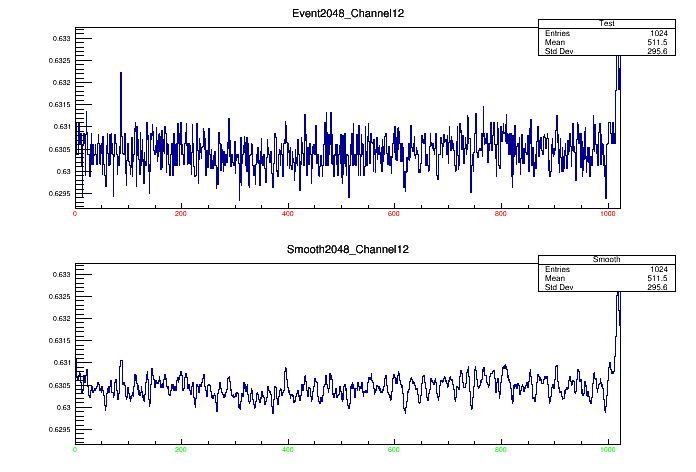 Event2048_Channel12
Test
Entries 1024
Mean 511.5
Std Dev 295.6
0.633
0.6325
0.632
0.6315
0.631
0.6305
0.63
0.6295
0 200 400 600 800 1000
Smooth2048_Channel12
Smooth
Entries 1024
Mean 511.5
Std Dev 295.6
0.633
0.6325
0.632
0.6315
0.631
0.6305
0.63
0.6295
0 200 400 600 800 1000